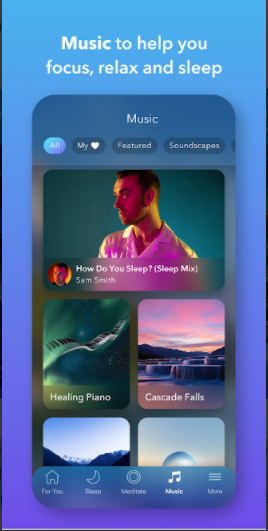 Music to help you
focus, relax and sleep
Music
All
My
Featured
Soundscapes
How Do You Sleep? (Sleep Mix)
Sam Smith
Healing Piano
Cascade Falls
For You
Sleep
Meditate
Music
More